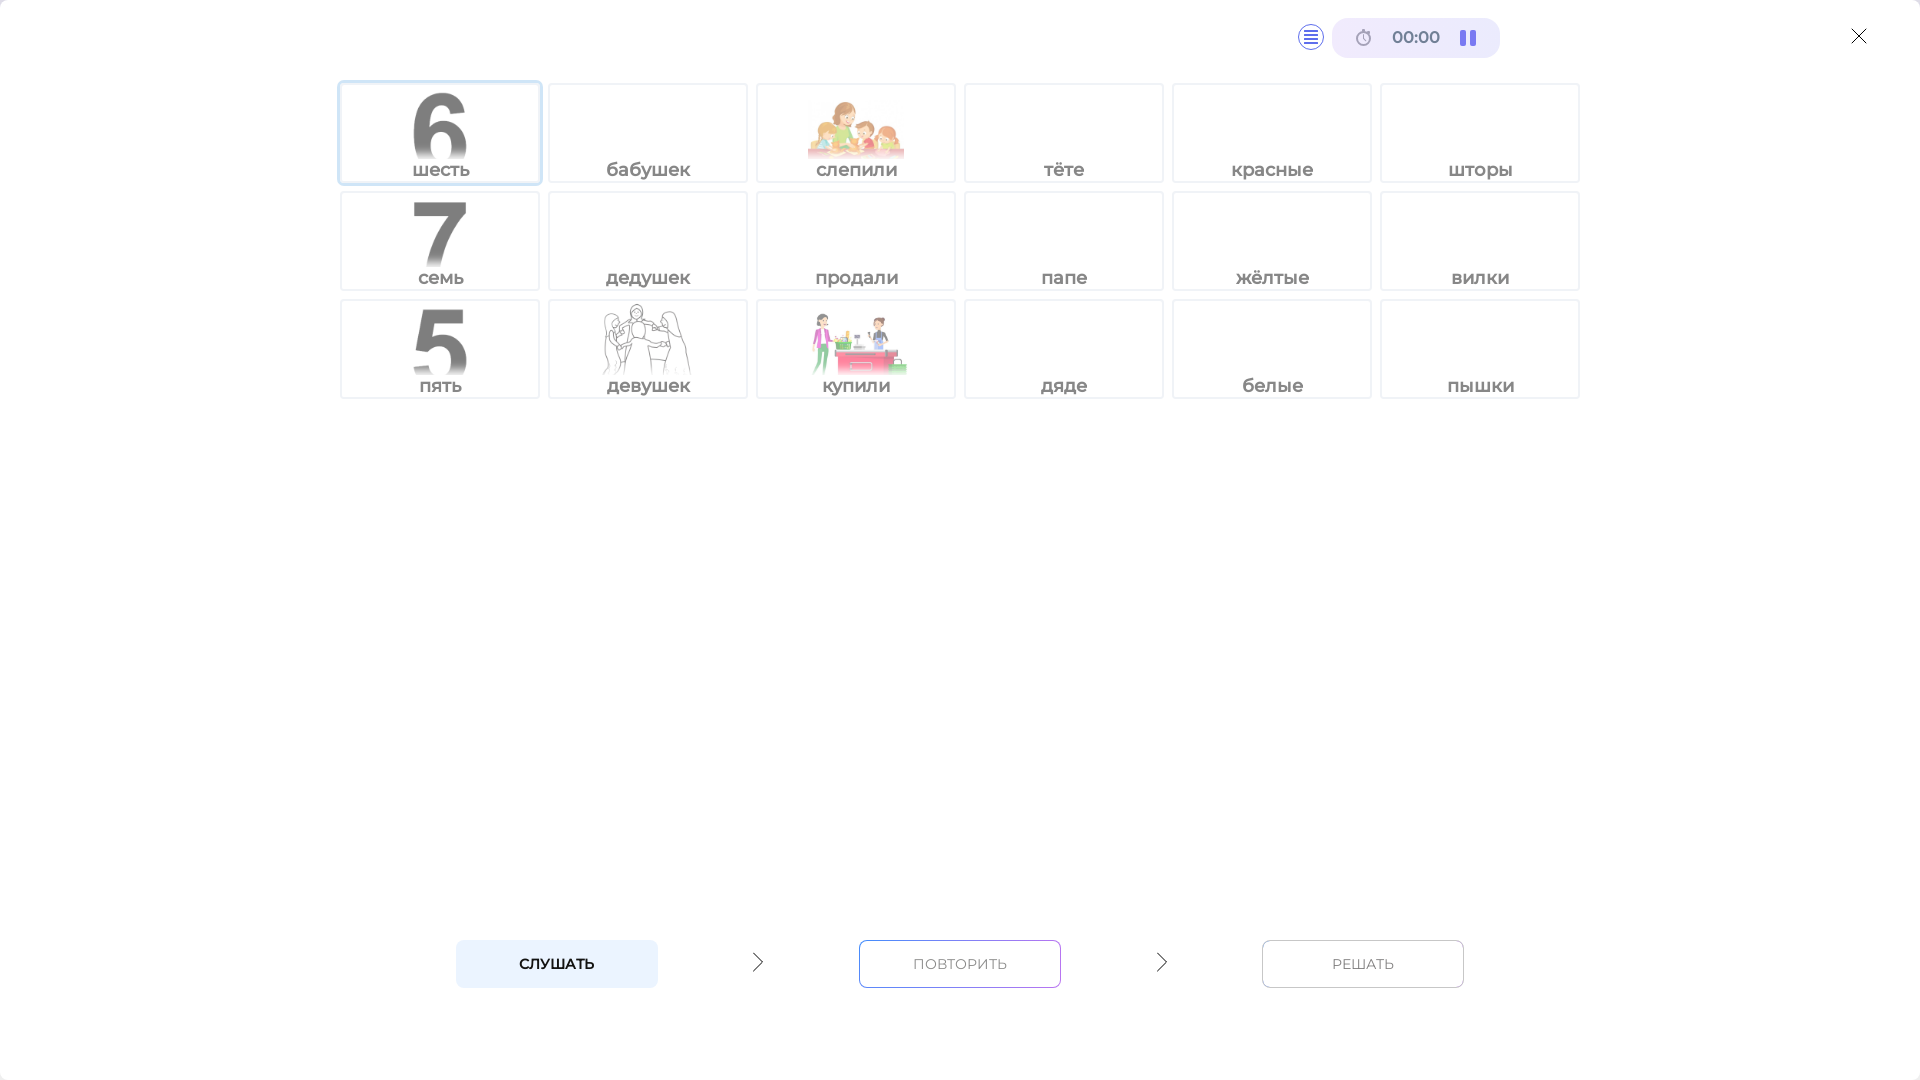 00:00
6
шесть бабушек слепили тёте красные шторы
7
семь дедушек продали папе жёлтые вилки
5
пять девушек купили дяде белые пышки
СЛУШАТЬ ПОВТОРИТЬ РЕШАТЬ